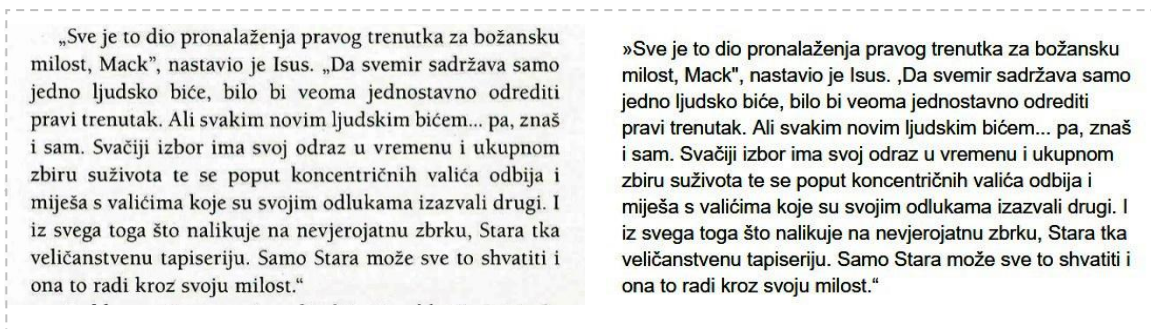 „Sve je to dio pronalaženja pravog trenutka za božansku
milost, Mack”, nastavio je Isus. „Da svemir sadržava samo
jedno ljudsko biće, bilo bi veoma jednostavno odrediti
pravi trenutak. Ali svakim novim ljudskim bićem... pa, znaš
i sam. Svačiji izbor ima svoj odraz u vremenu i ukupnom
zbiru suživota te se poput koncentričnih valića odbija i
miješa s valićima koje su svojim odlukama izazvali drugi. I
iz svega toga što nalikuje na nevjerojatnu zbrku, Stara tka
veličanstvenu tapiseriju. Samo Stara može sve to shvatiti i
ona to radi kroz svoju milost.“
»Sve je to dio pronalaženja pravog trenutka za božansku
milost, Mack", nastavio je Isus. ‚Da svemir sadržava samo
jedno ljudsko biće, bilo bi veoma jednostavno odrediti
pravi trenutak. Ali svakim novim ljudskim bićem... pa, znaš
i sam. Svačiji izbor ima svoj odraz u vremenu i ukupnom
zbiru suživota te se poput koncentričnih valića odbija i
miješa s valićima koje su svojim odlukama izazvali drugi. I
iz svega toga što nalikuje na nevjerojatnu zbrku, Stara tka
veličanstvenu tapiseriju. Samo Stara može sve to shvatiti i
ona to radi kroz svoju milost.“